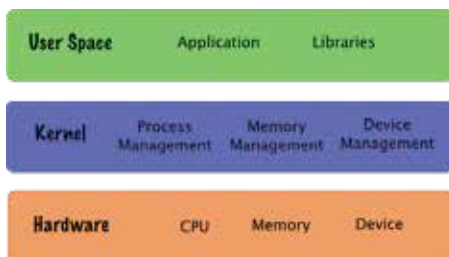 User Space Application Libraries
Kernel Process Management Memory Management Device Management
Hardware CPU Memory Device